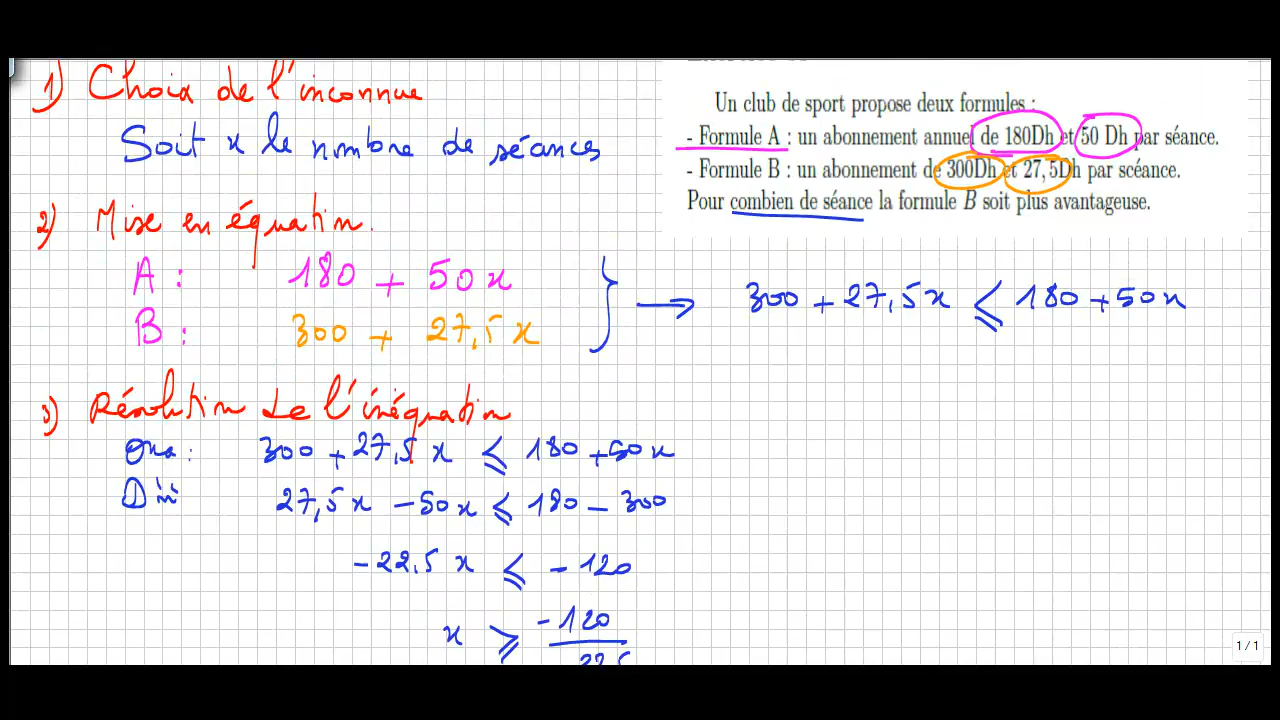 1) Choix de l'inconnue
Soit x le nombre de séances
2) Mise en équation.
A : 180 + 50x
B : 300 + 27,5x
300 + 27,5x ⩽ 180 + 50x
3) Résolution de l'inéquation
Ona : 300 + 27,5x ⩽ 180 + 50x
27,5x - 50x ⩽ 180 - 300
-22,5x ⩽ -120
x ⩾ -120
Un club de sport propose deux formules :
- Formule A : un abonnement annuel de 180Dh et 50 Dh par séance.
- Formule B : un abonnement de 300Dh et 27,5Dh par scéance.
Pour combien de séance la formule B soit plus avantageuse.
1 / 1